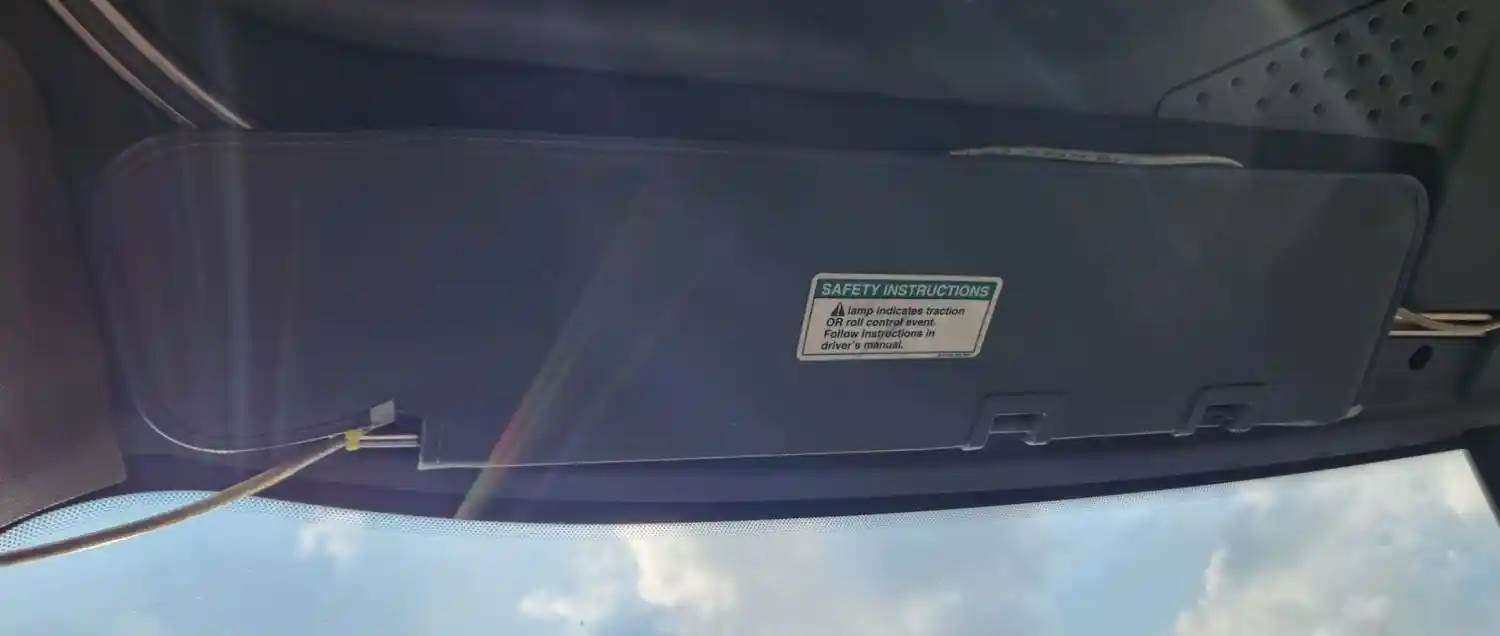 SAFETY INSTRUCTIONS
lamp indicates traction
OR roll control event.
Follow instructions in
driver's manual.